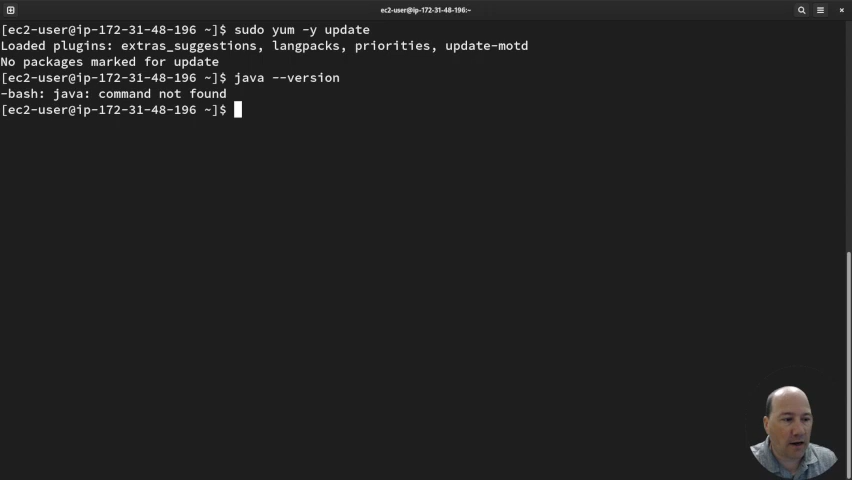 ec2-user@ip-172-31-48-196:~
[ec2-user@ip-172-31-48-196 ~]$ sudo yum -y update
Loaded plugins: extras_suggestions, langpacks, priorities, update-motd
No packages marked for update
[ec2-user@ip-172-31-48-196 ~]$ java --version
-bash: java: command not found
[ec2-user@ip-172-31-48-196 ~]$